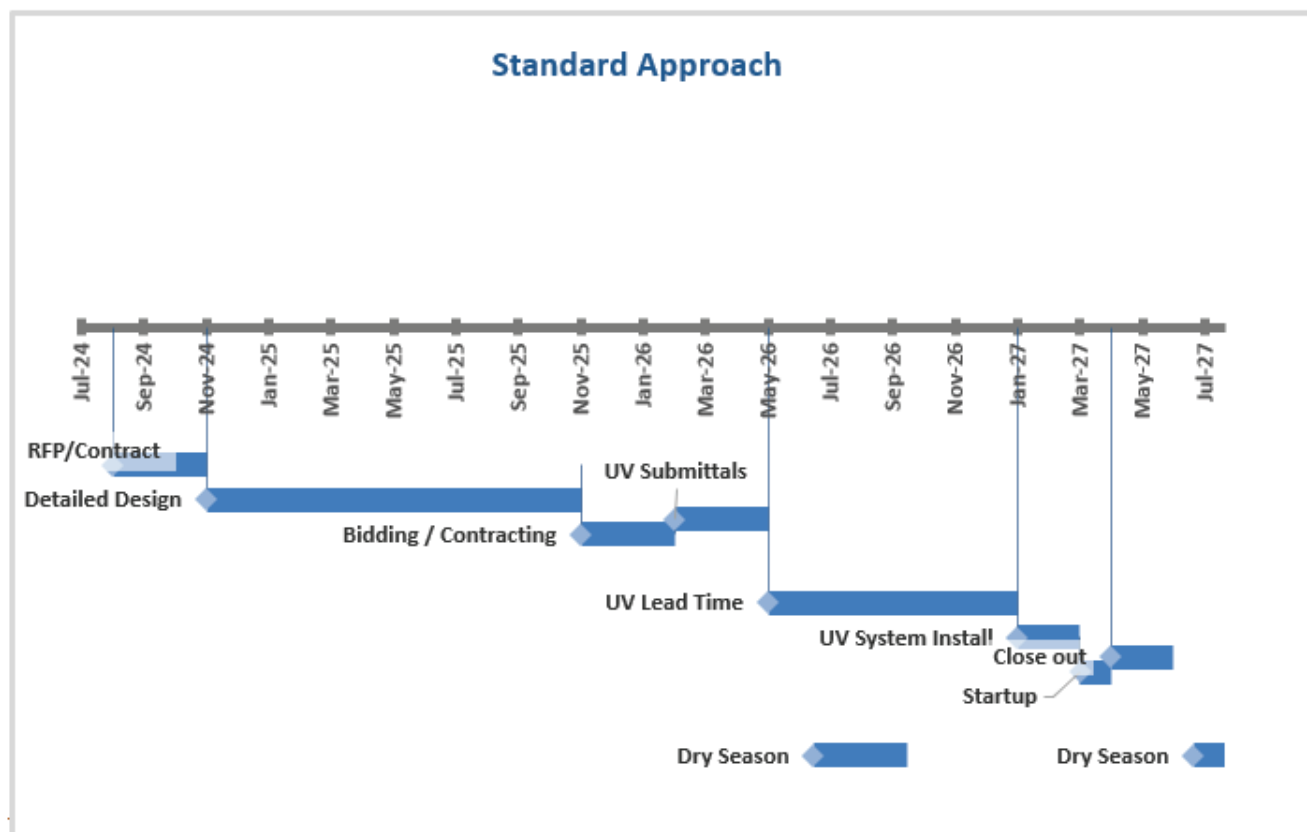 Standard Approach
Jul-24
Sep-24
Nov-24
Jan-25
Mar-25
May-25
Jul-25
Sep-25
Nov-25
Jan-26
Mar-26
May-26
Jul-26
Sep-26
Nov-26
Jan-27
Mar-27
May-27
Jul-27
RFP/Contract
UV Submittals
Detailed Design
Bidding / Contracting
UV Lead Time
UV System Install
Close out
Startup
Dry Season
Dry Season